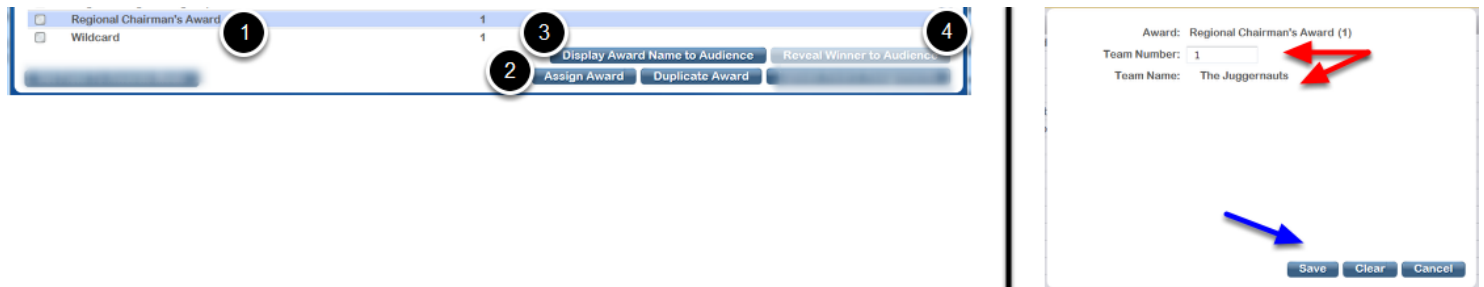 Regional Chairman's Award 1
1
Wildcard 1
3
4
Display Award Name to Audience Reveal Winner to Audience
2
Assign Award Duplicate Award
Award: Regional Chairman's Award (1)
Team Number: 1
Team Name: The Juggernauts
Save Clear Cancel